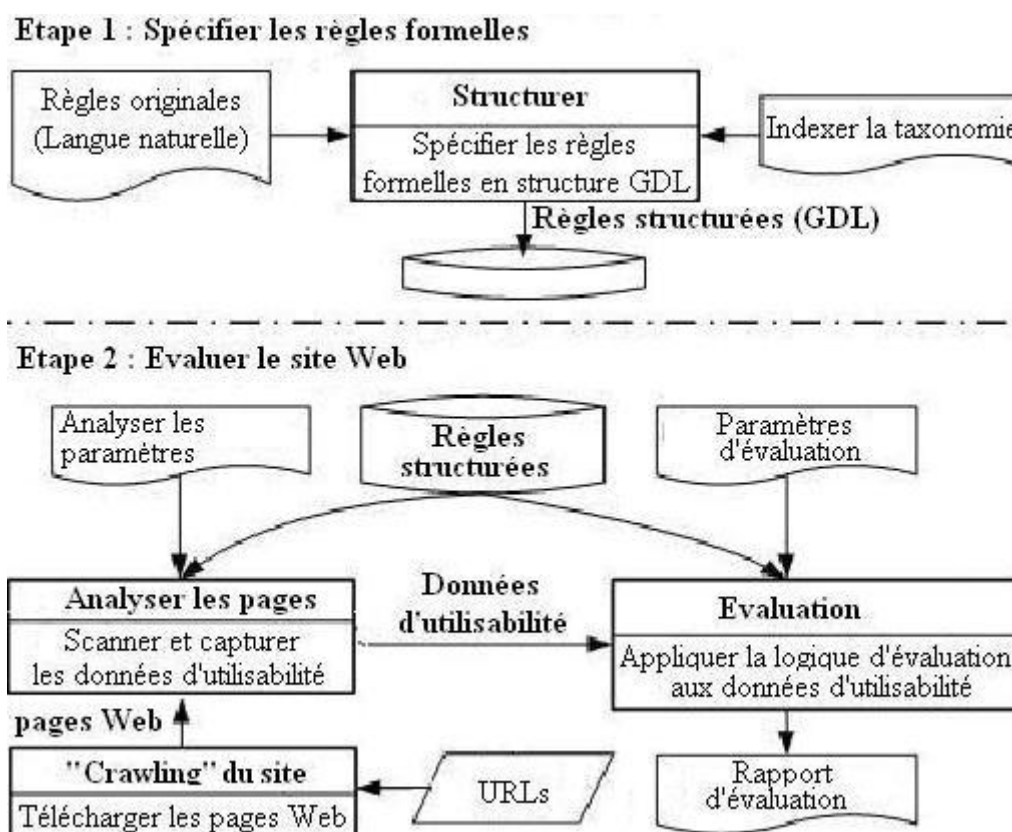 Etape 1 : Spécifier les règles formelles
Règles originales
(Langue naturelle)
Structurer
Spécifier les règles
formelles en structure GDL
Indexer la taxonomie
Règles structurées (GDL)
Etape 2 : Evaluer le site Web
Analyser les
paramètres
Règles
structurées
Paramètres
d'évaluation
Analyser les pages
Scanner et capturer
les données d'utilisabilité
Données
d'utilisabilité
Evaluation
Appliquer la logique d'évaluation
aux données d'utilisabilité
pages Web
"Crawling" du site
Télécharger les pages Web
URLs
Rapport
d'évaluation